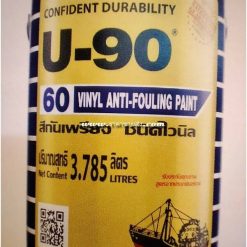 CONFIDENT DURABILITY
U-90®
60 VINYL ANTI-FOULING PAINT
สีกันเพรียง ชนิดไวนิล
ปริมาณสุทธิ 3.785 ลิตร
Net Content LITRES